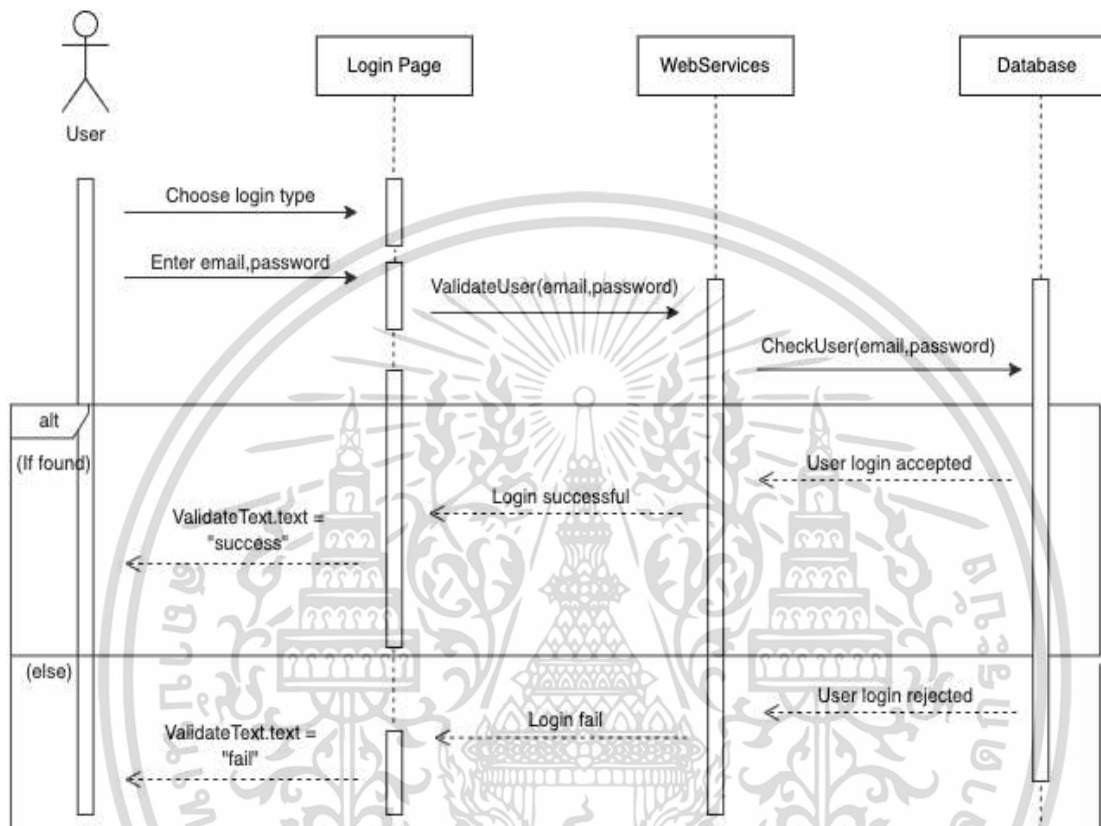 User
Login Page
WebServices
Database
Choose login type
Enter email,password
ValidateUser(email,password)
CheckUser(email,password)
alt
(If found)
User login accepted
Login successful
ValidateText.text =
"success"
(else)
User login rejected
Login fail
ValidateText.text =
"fail"